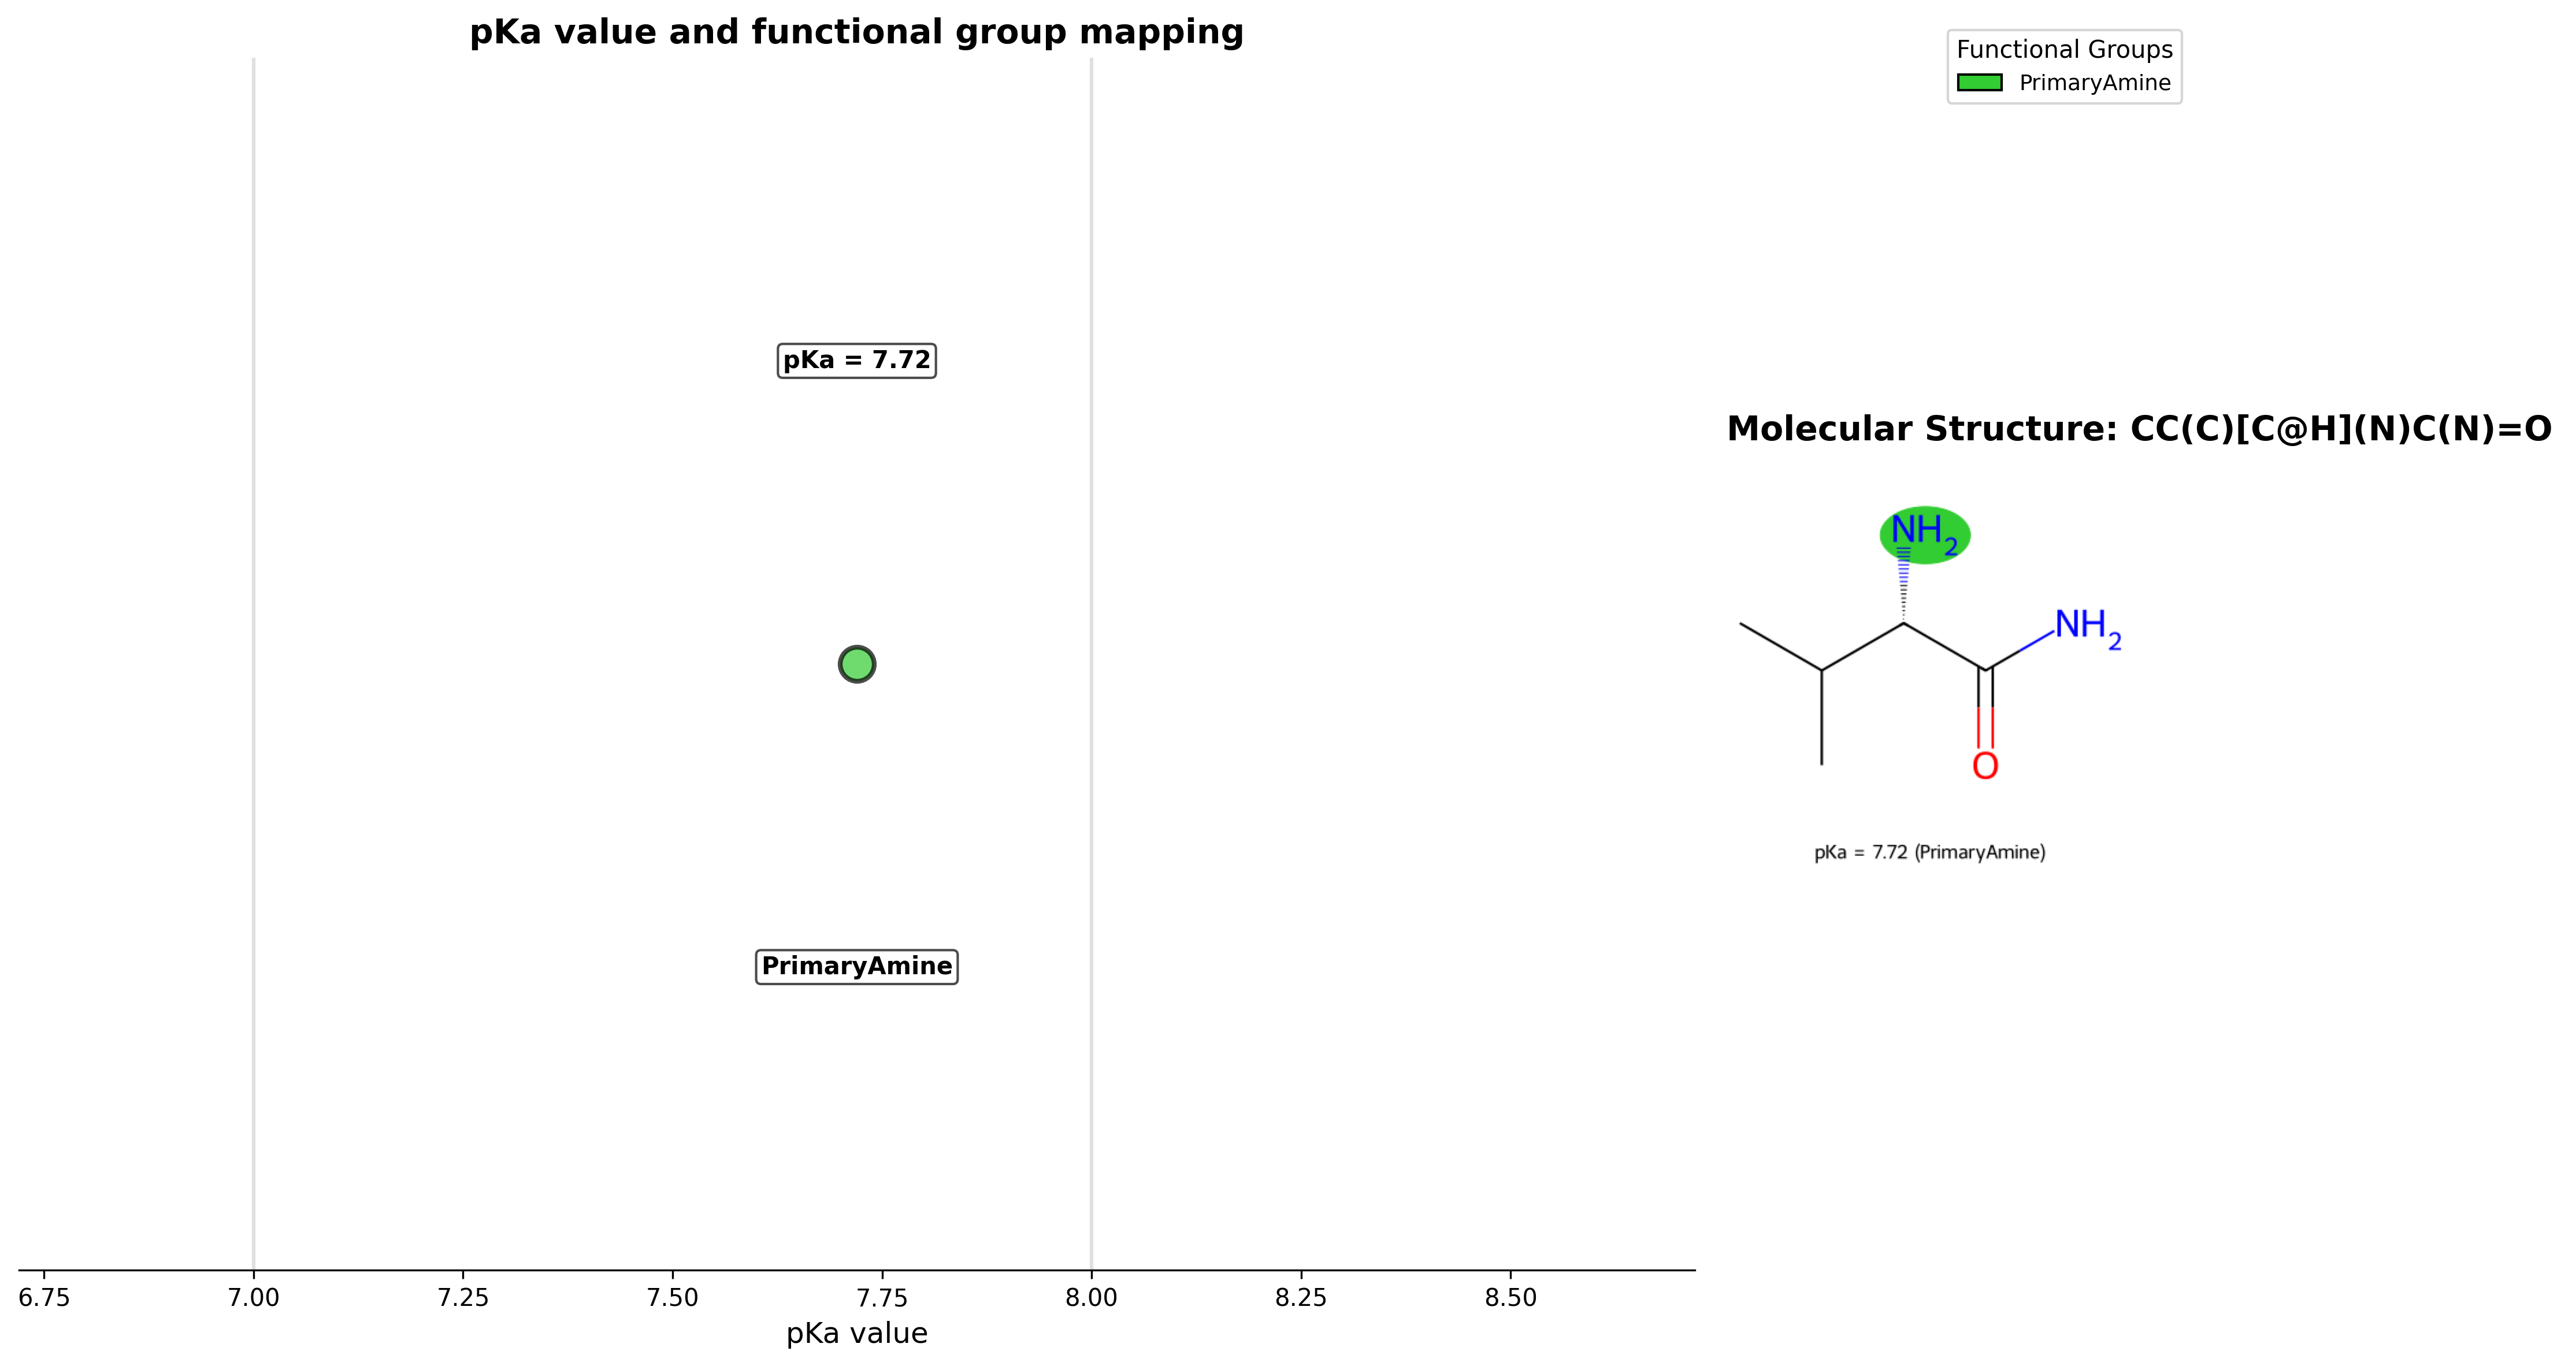 pKa value and functional group mapping
pKa = 7.72
PrimaryAmine
6.75 7.00 7.25 7.50 7.75 8.00 8.25 8.50
pKa value
Functional Groups
PrimaryAmine
Molecular Structure: CC(C)[C@H](N)C(N)=O
NH2
NH2
O
pKa = 7.72 (PrimaryAmine)